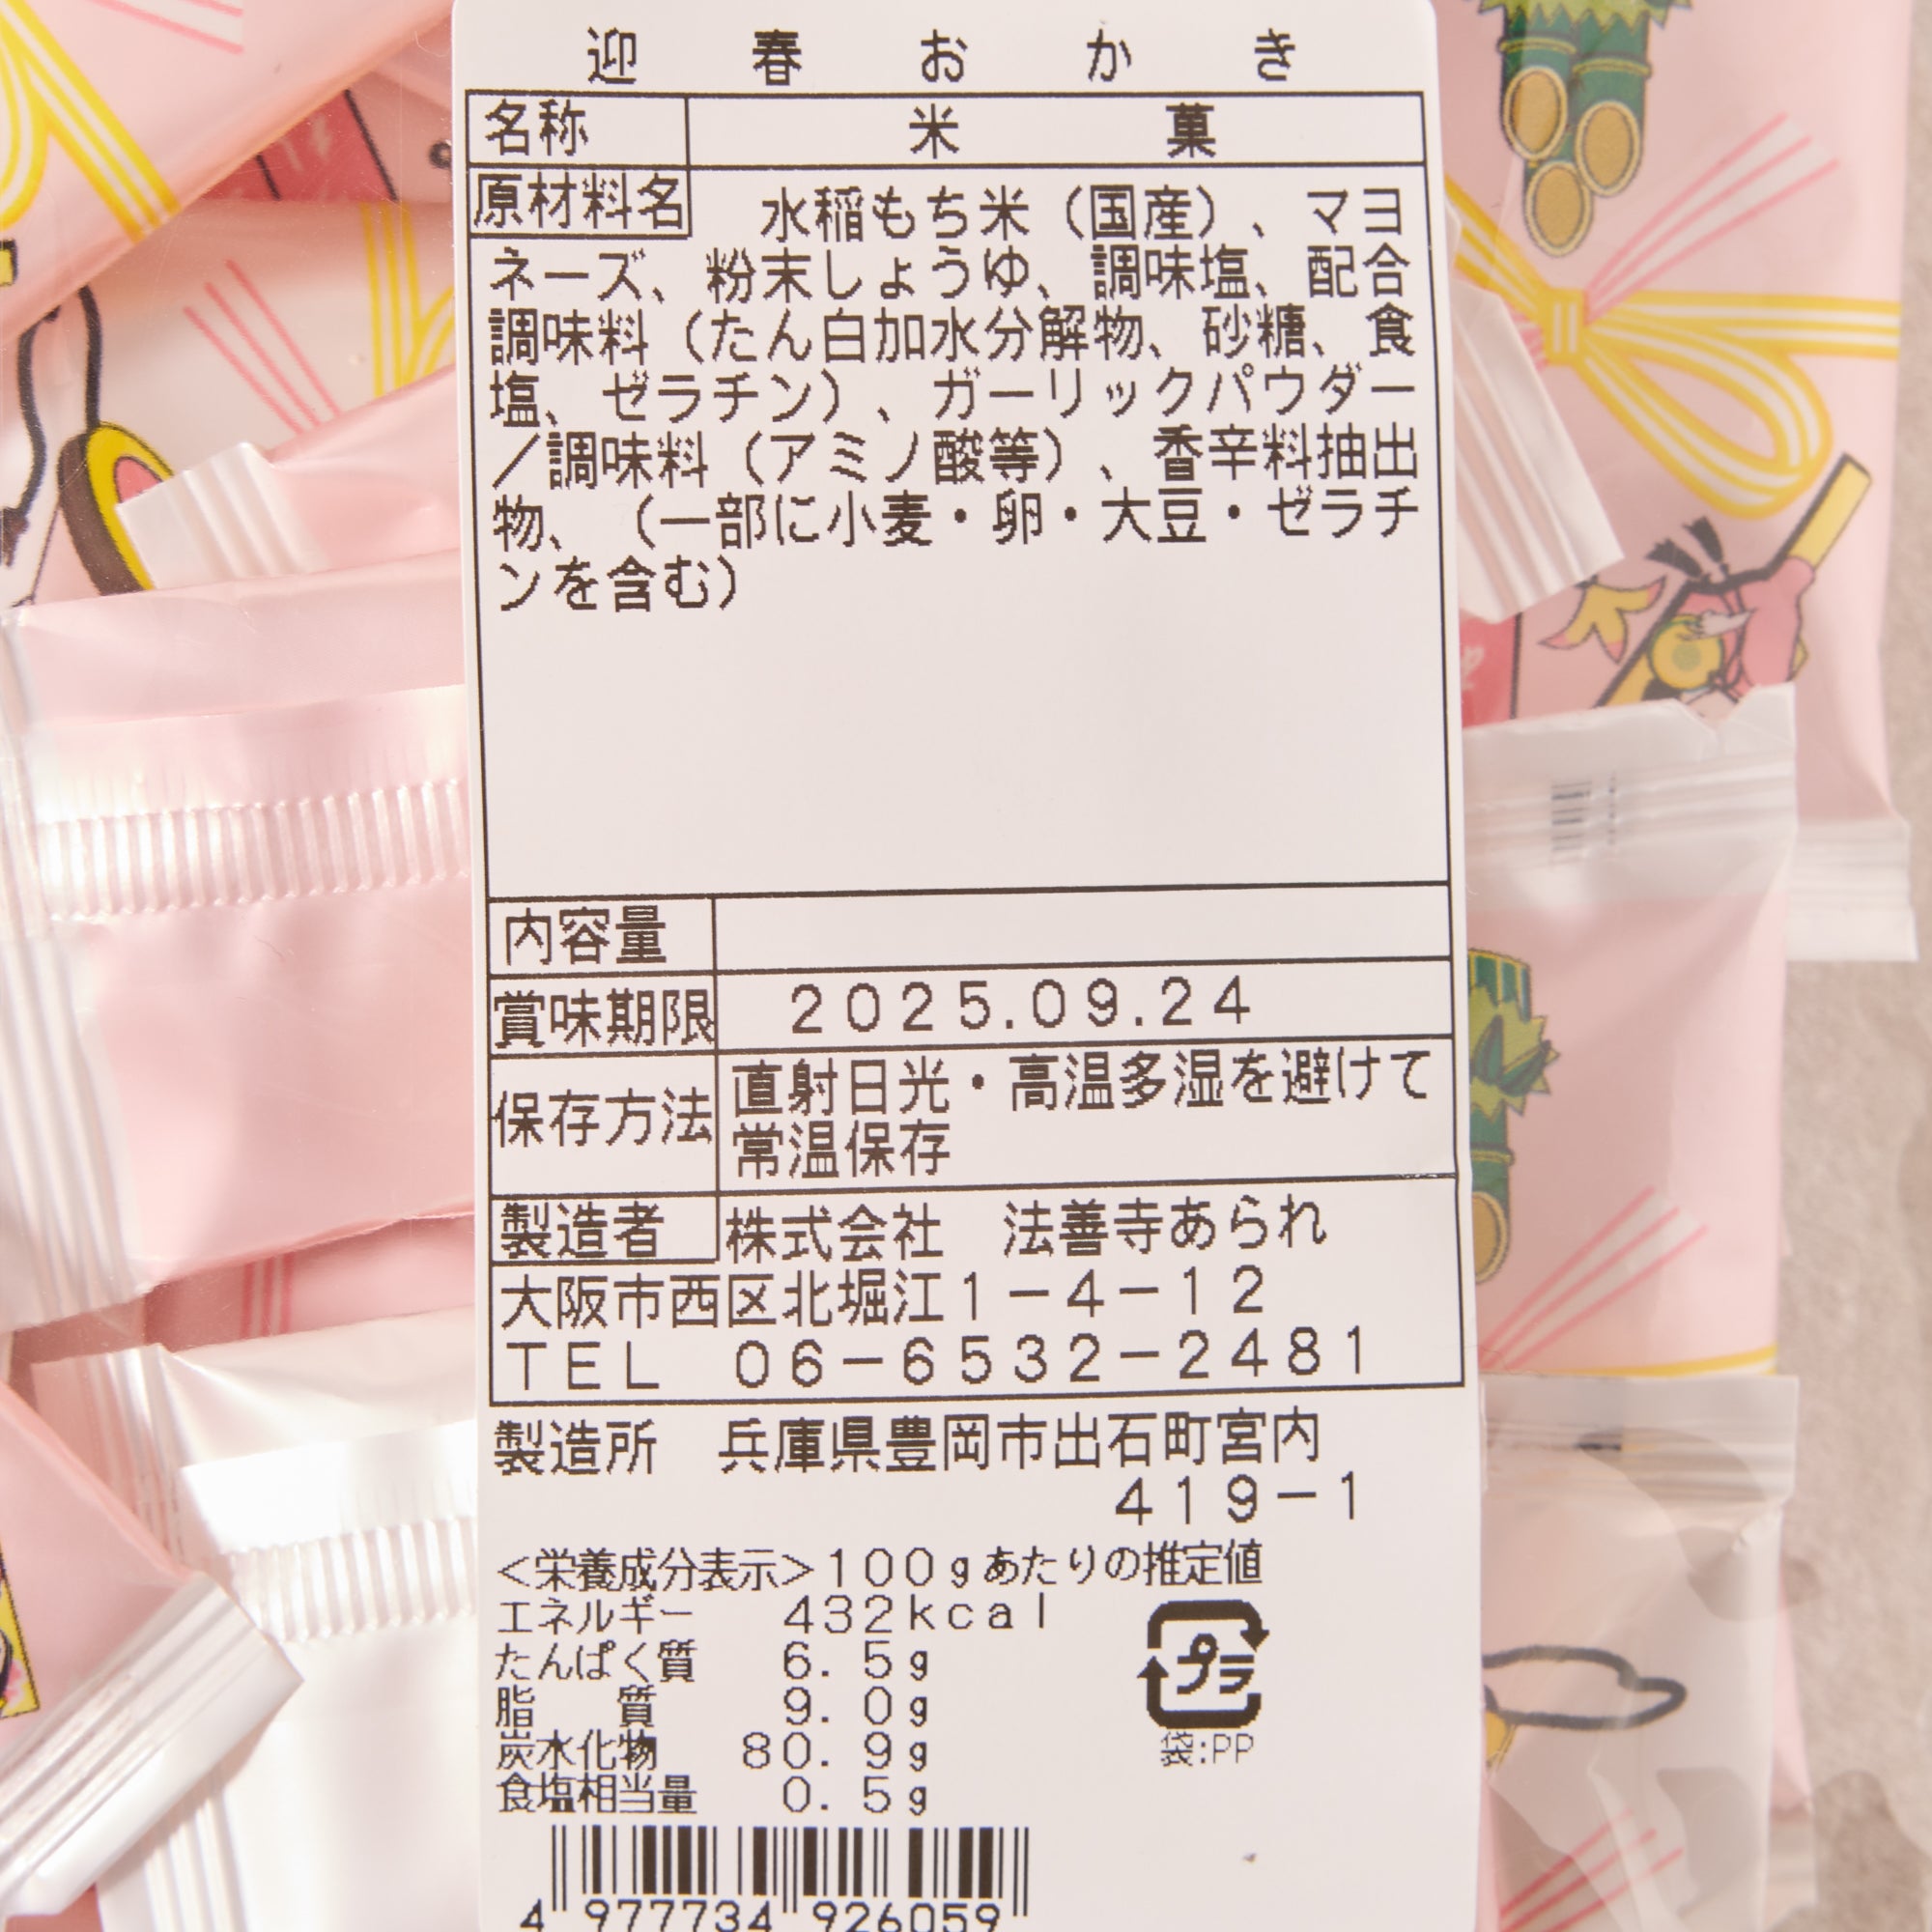 迎春おかき
名称 米菓
原材料名 水稲もち米（国産）、マヨ
ネーズ、粉末しょうゆ、調味塩、配合
調味料（たん白加水分解物、砂糖、食
塩、ゼラチン）、ガーリックパウダー
／調味料（アミノ酸等）、香辛料抽出
物、（一部に小麦・卵・大豆・ゼラチ
ンを含む）
内容量
賞味期限 2025.09.24
保存方法 直射日光・高温多湿を避けて
常温保存
製造者 株式会社 法善寺あられ
大阪市西区北堀江1－4－12
TEL 06－6532－2481
製造所 兵庫県豊岡市出石町宮内
419－1
＜栄養成分表示＞100gあたりの推定値
エネルギー 432kcal
たんぱく質 6.5g
脂質 9.0g
炭水化物 80.9g
食塩相当量 0.5g
プラ
袋:PP
4 977734 926059